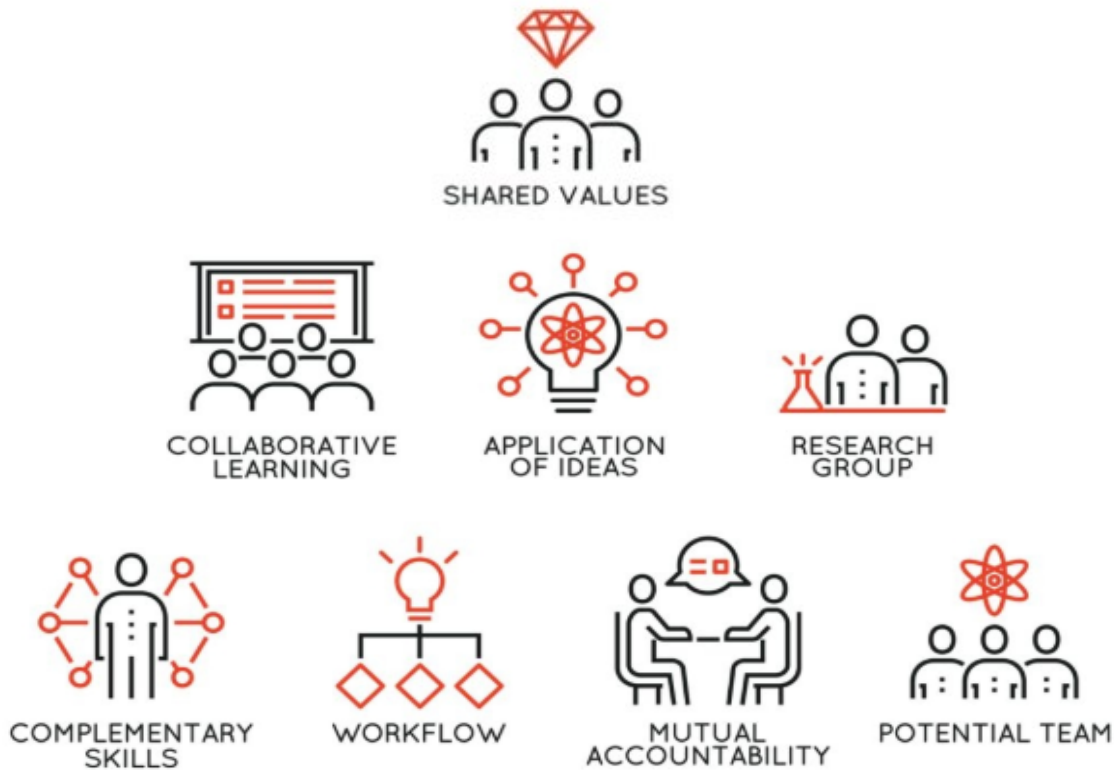 SHARED VALUES
COLLABORATIVE
LEARNING
APPLICATION
OF IDEAS
RESEARCH
GROUP
COMPLEMENTARY
SKILLS
WORKFLOW
MUTUAL
ACCOUNTABILITY
POTENTIAL TEAM